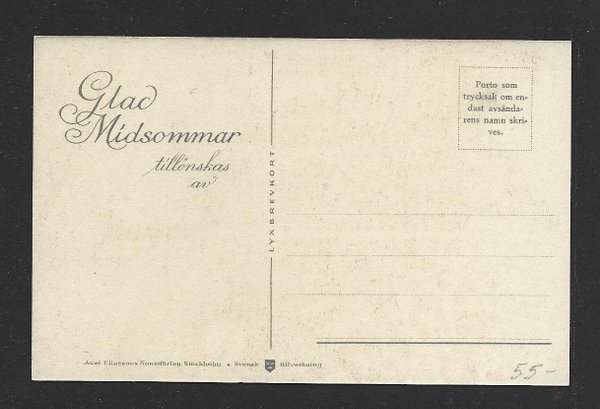 Glad
Midsommar
tillönskas
av
LYXBREVKORT
Porto som
trycksak om en-
dast avsända-
rens namn skri-
ves.
Axel Eliassons Konstförlag, Stockholm • Svensk tillverkning
55-